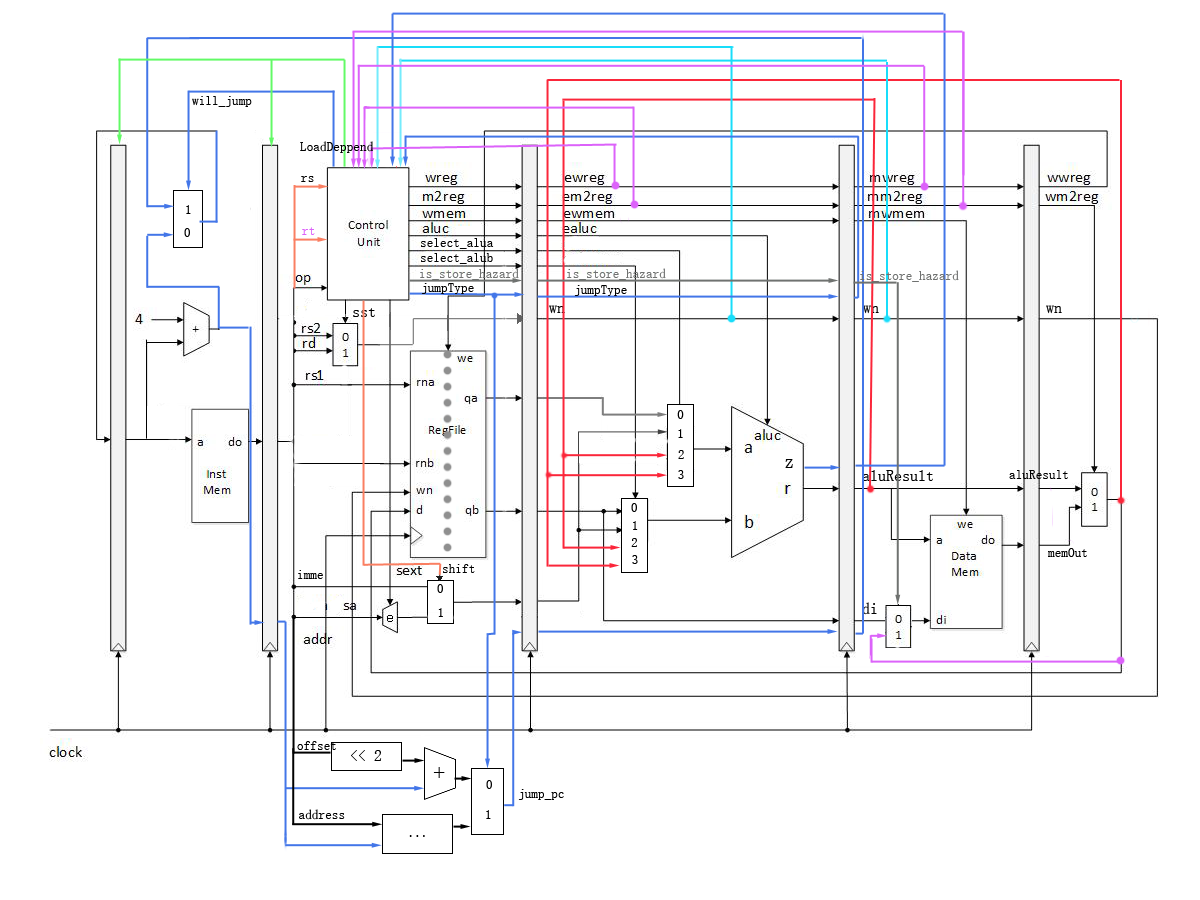 will_jump
LoadDeppend
rs
rt
op
Control
Unit
wreg
m2reg
wmem
aluc
select_alua
select_alub
is_store_hazard
jumpType
ewreg
em2reg
ewmem
ealuc
is_store_hazard
jumpType
wn
mwreg
mm2reg
mwmem
is_store_hazard
wn
wwreg
wm2reg
wn
1
0
4
+
sst
rs2
rd
0
1
rs1
we
rna
qa
RegFile
rnb
wn
d
qb
a
do
Inst
Mem
0
1
2
3
0
1
2
3
aluc
a
z
r
b
aluResult
aluResult
0
1
we
a
do
Data
Mem
di
memOut
di
0
1
imme
sext
shift
0
1
sa
e
addr
clock
offset
<< 2
+
0
1
jump_pc
address
...